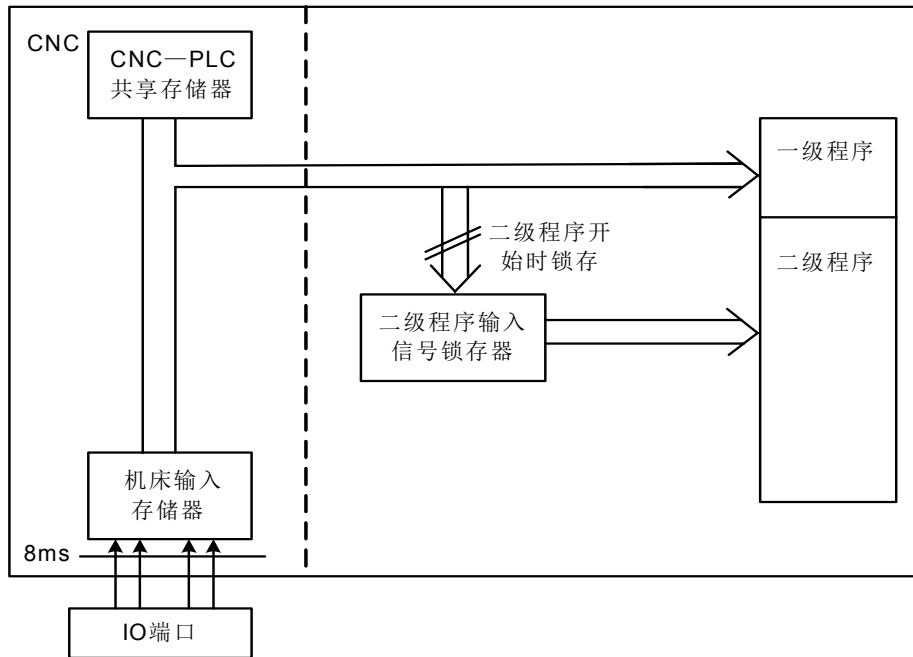 CNC
CNC—PLC
共享存储器
一级程序
二级程序开
始时锁存
二级程序
二级程序输入
信号锁存器
机床输入
存储器
8ms
IO端口